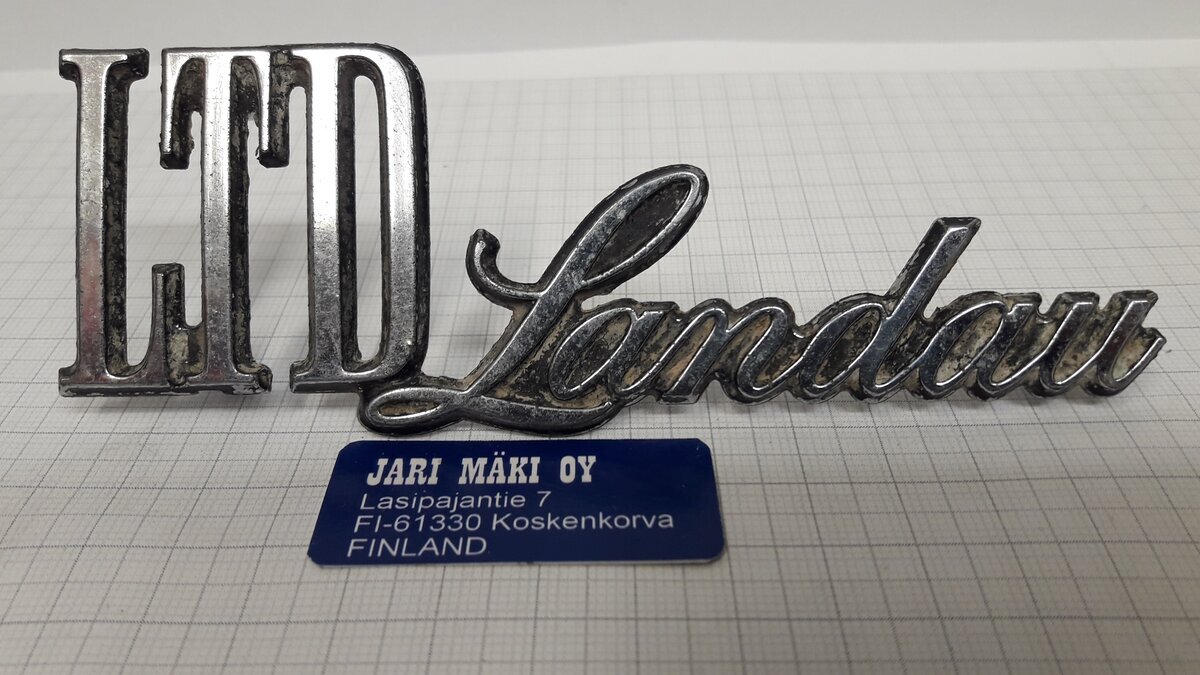 LTD Landau
JARI MÄKI OY
Lasipajantie 7
FI-61330 Koskenkorva
FINLAND